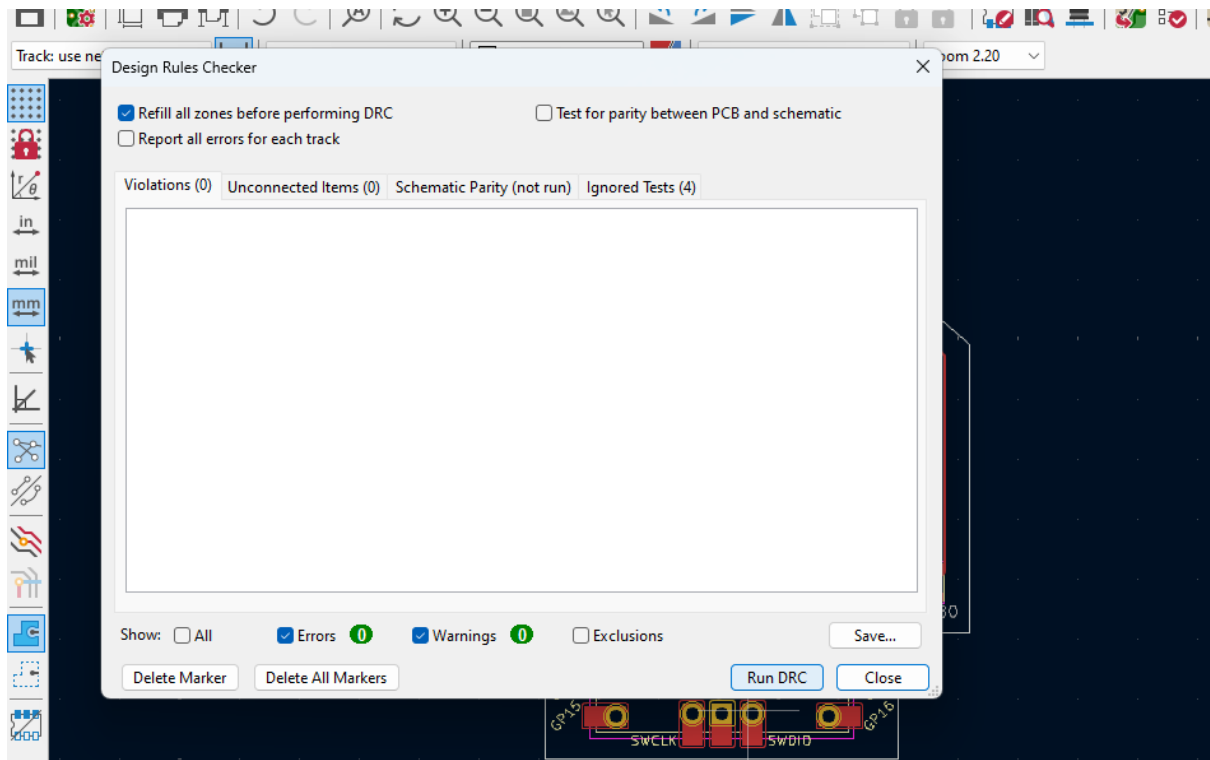 Track: use ne
oom 2.20
Design Rules Checker
Refill all zones before performing DRC
Test for parity between PCB and schematic
Report all errors for each track
Violations (0) Unconnected Items (0) Schematic Parity (not run) Ignored Tests (4)
in
mil
mm
Show: All Errors 0 Warnings 0 Exclusions Save...
Delete Marker Delete All Markers Run DRC Close
GP15 GP16
SWCLK SWDIO